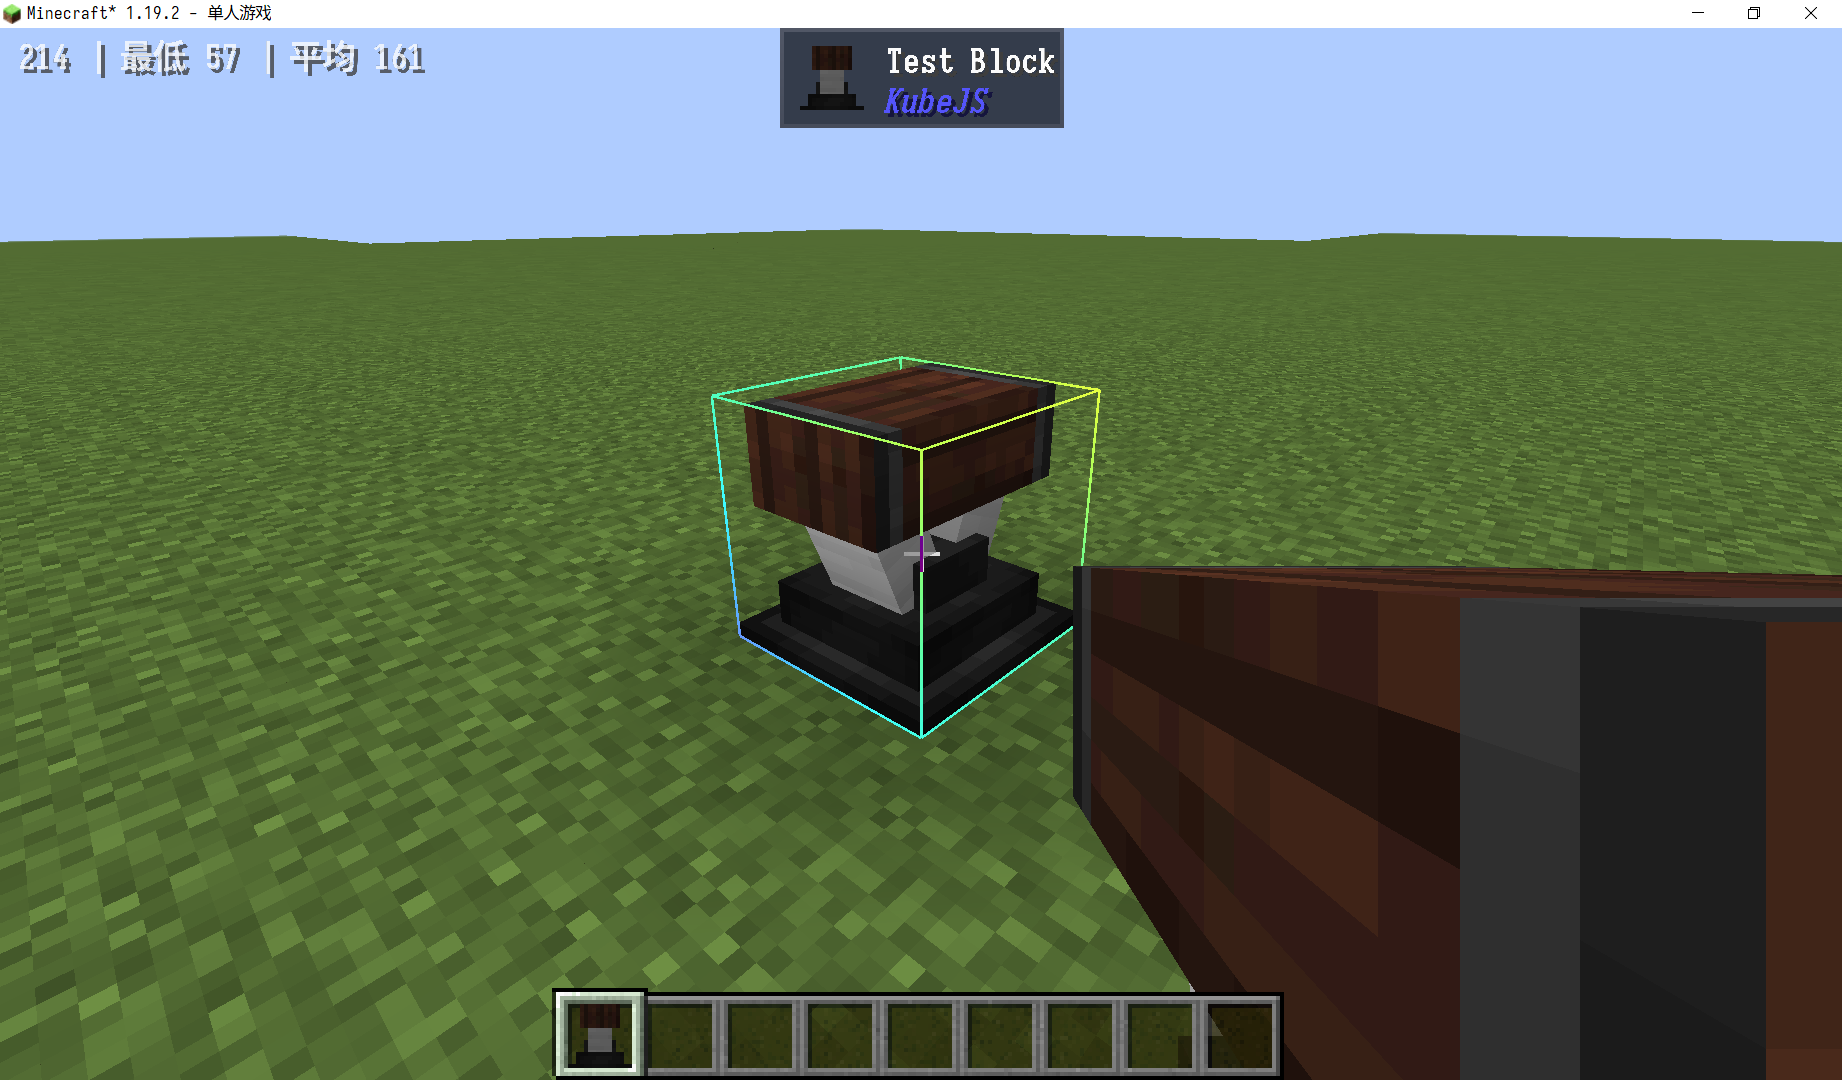 Minecraft* 1.19.2 - 单人游戏
214 | 最低 57 | 平均 161
Test Block
KubeJS